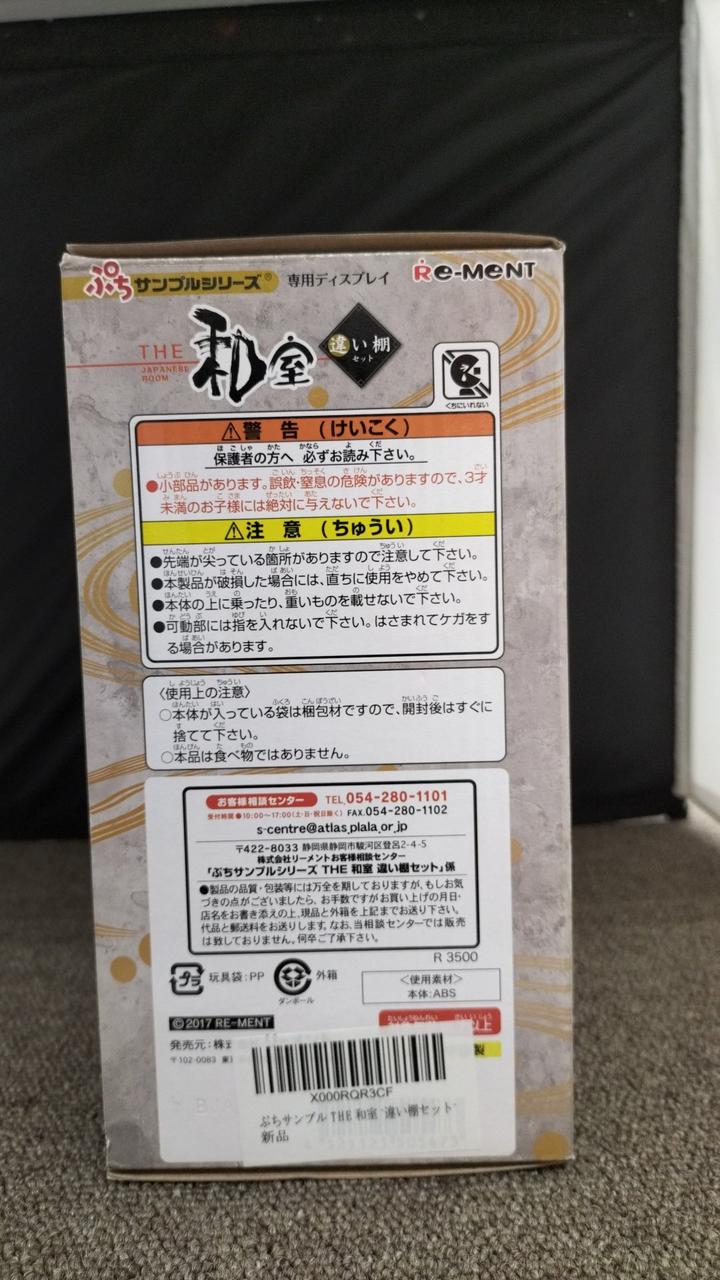 ぷちサンプルシリーズ® 専用ディスプレイ Re-MeNT
THE 和室 違い棚
JAPANESE ROOM セット
くちにいれない
⚠警 告 (けいこく)
保護者の方へ 必ずお読み下さい。
●小部品があります。誤飲・窒息の危険がありますので、3才
未満のお子様には絶対に与えないで下さい。
⚠注 意 (ちゅうい)
●先端が尖っている箇所がありますので注意して下さい。
●本製品が破損した場合には、直ちに使用をやめて下さい。
●本体の上に乗ったり、重いものを載せないで下さい。
●可動部には指を入れないで下さい。はさまれてケガをす
る場合があります。
〈使用上の注意〉
○本体が入っている袋は梱包材ですので、開封後はすぐに
捨てて下さい。
○本品は食べ物ではありません。
お客様相談センター TEL.054-280-1101
受付時間●10:00〜17:00(土・日・祝日除く) FAX.054-280-1102
s-centre@atlas.plala.or.jp
〒422-8033 静岡県静岡市駿河区登呂2-4-5
株式会社リーメントお客様相談センター
「ぷちサンプルシリーズ THE 和室 違い棚セット」係
●製品の品質・包装等には万全を期しておりますが、もしお気
づきの点がございましたら、お手数ですがお買い上げの月日・
店名をお書き添えの上、現品と外箱を上記までお送り下さい。
代品と郵送料をお送りします。なお、当相談センターでは販売
は致しておりません。何卒ご了承下さい。
R 3500
プラ 玩具袋:PP 外箱 <使用素材>
ダンボール 本体:ABS
©2017 RE-MENT
以上
発売元:株
〒102-0083 東
製
X000RQR3CF
ぷちサンプル THE 和室 違い棚セット
新品